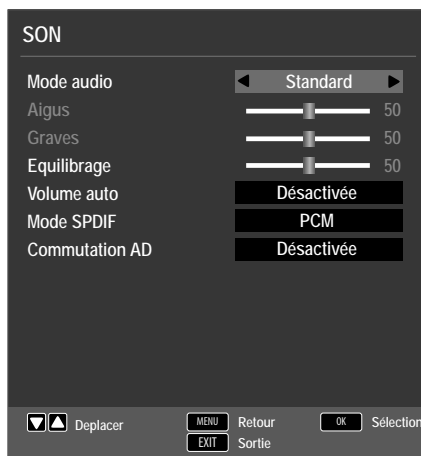 SON
Mode audio Standard
Aigus 50
Graves 50
Equilibrage 50
Volume auto Désactivée
Mode SPDIF PCM
Commutation AD Désactivée
Deplacer MENU Retour OK Sélection
EXIT Sortie